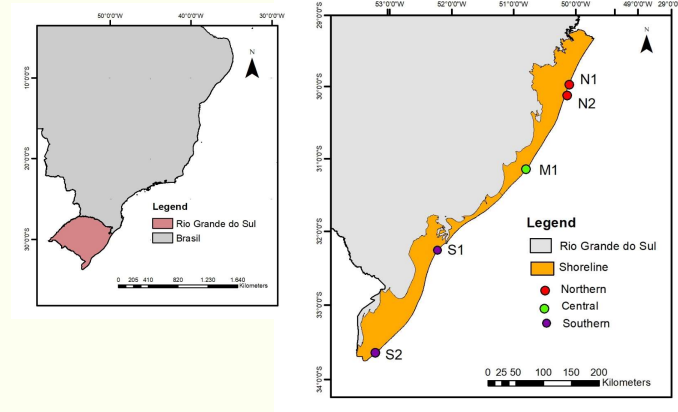 50°0'0"W 40°0'0"W 30°0'0"W
N
10°0'0"S
20°0'0"S
30°0'0"S
Legend
Rio Grande do Sul
Brasil
0 205 410 820 1.230 1.640
Kilometers
53°0'0"W 52°0'0"W 51°0'0"W 50°0'0"W 49°0'0"W 29°0'0"W
29°0'0"S
30°0'0"S
31°0'0"S
32°0'0"S
33°0'0"S
34°0'0"S
N
N1
N2
M1
S1
S2
Legend
Rio Grande do Sul
Shoreline
Northern
Central
Southern
0 25 50 100 150 200
Kilometers